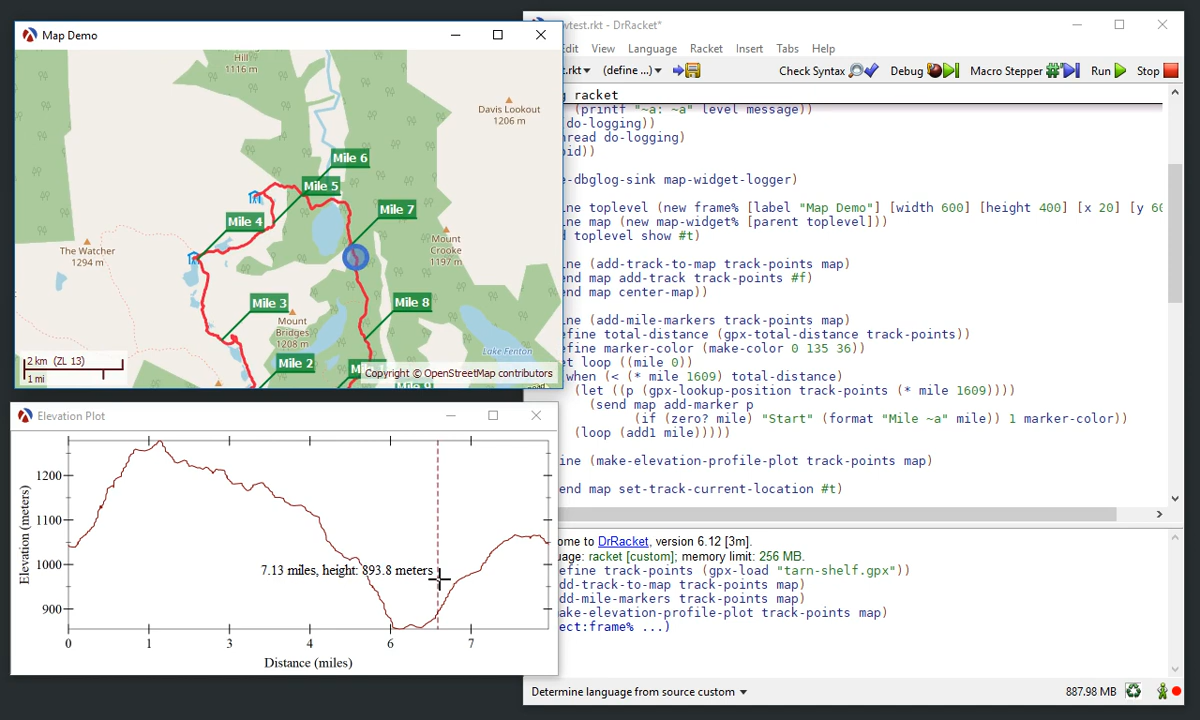 Map Demo
Hill
1116 m
Davis Lookout
1206 m
Mile 6
Mile 5
Mile 7
Mile 4
The Watcher
1294 m
Mount
Crooke
1197 m
Mile 3
Mile 8
Mount
Bridges
1208 m
Lake Fenton
Mile 2
2 km (ZL 13)
1 mi
Copyright © OpenStreetMap contributors
Elevation Plot
Elevation (meters)
1200
1100
1000
900
7.13 miles, height: 893.8 meters
0 1 3 4 6 7
Distance (miles)
vtest.rkt - DrRacket*
dit View Language Racket Insert Tabs Help
t.rkt (define ...) Check Syntax Debug Macro Stepper Run Stop
g racket
(printf "~a: ~a" level message))
do-logging))
hread do-logging)
oid))
e-dbglog-sink map-widget-logger)
ine toplevel (new frame% [label "Map Demo"] [width 600] [height 400] [x 20] [y 60
ine map (new map-widget% [parent toplevel]))
d toplevel show #t)
ine (add-track-to-map track-points map)
end map add-track track-points #f)
end map center-map))
ine (add-mile-markers track-points map)
efine total-distance (gpx-total-distance track-points))
efine marker-color (make-color 0 135 36))
et loop ((mile 0))
when (< (* mile 1609) total-distance)
(let ((p (gpx-lookup-position track-points (* mile 1609))))
(send map add-marker p
(if (zero? mile) "Start" (format "Mile ~a" mile)) 1 marker-color))
(loop (add1 mile)))))
ine (make-elevation-profile-plot track-points map)
end map set-track-current-location #t)
ome to DrRacket, version 6.12 [3m].
uage: racket [custom]; memory limit: 256 MB.
efine track-points (gpx-load "tarn-shelf.gpx"))
dd-track-to-map track-points map)
dd-mile-markers track-points map)
ake-elevation-profile-plot track-points map)
ect:frame% ...)
Determine language from source custom
887.98 MB